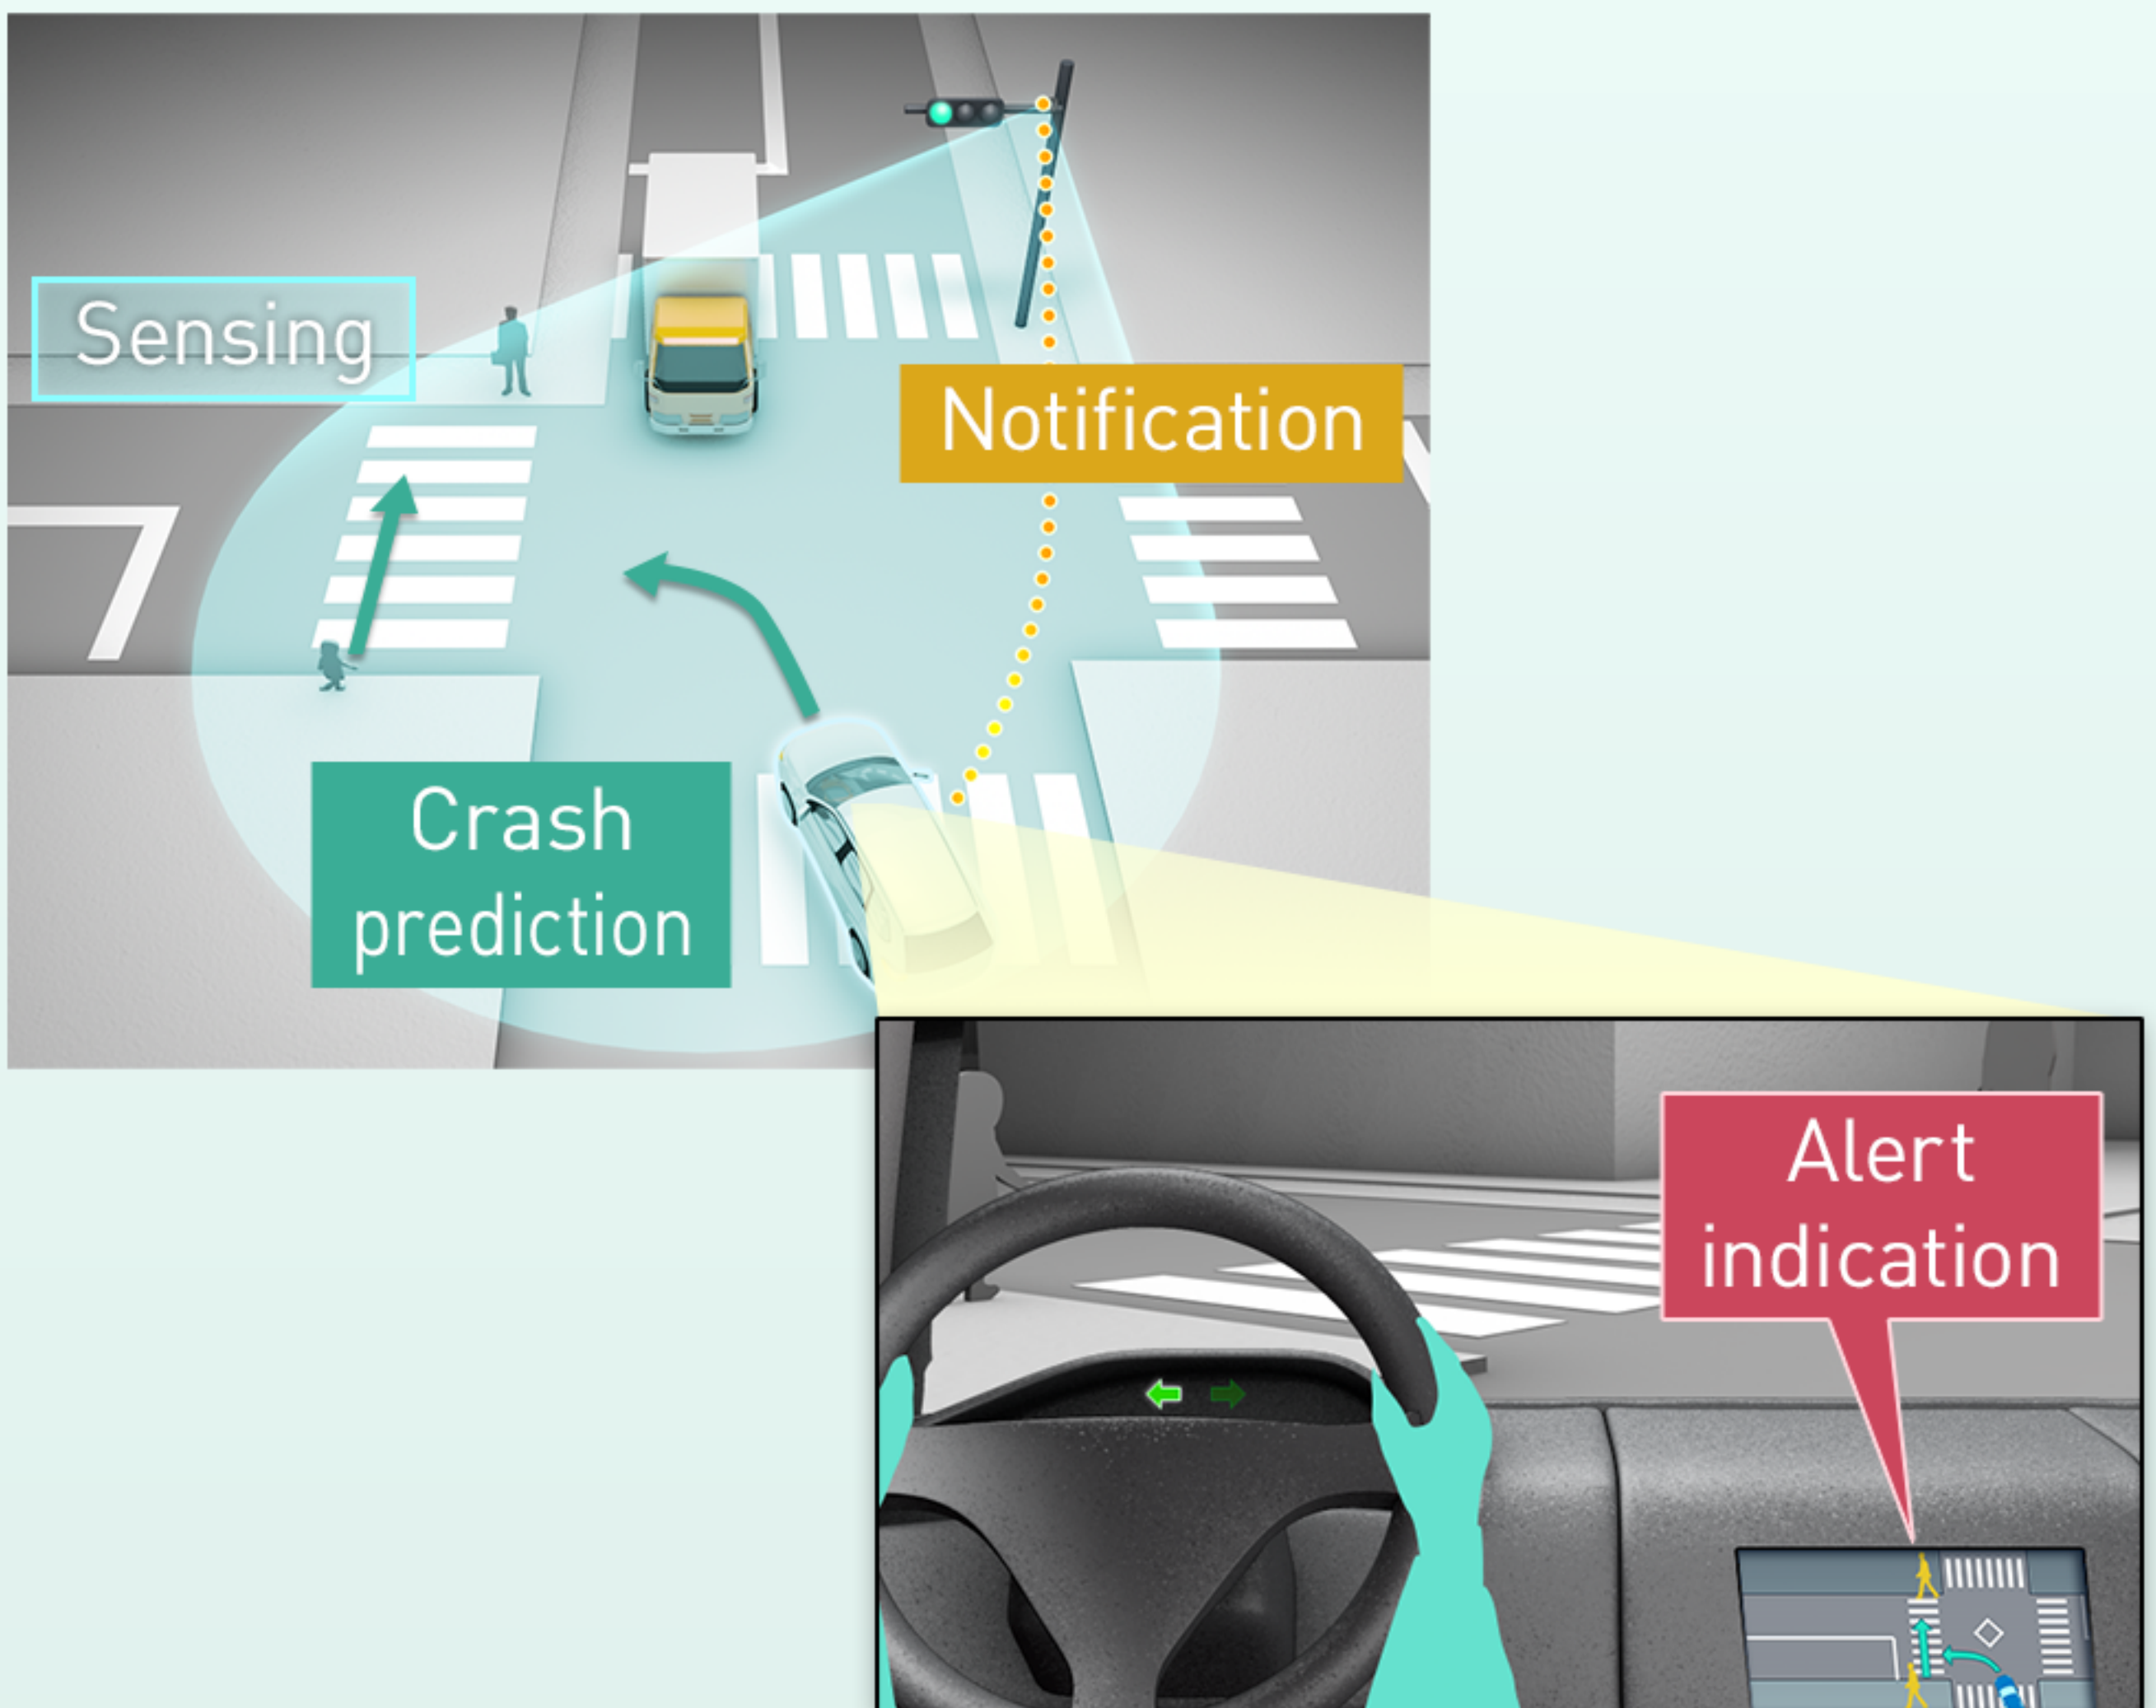 Sensing
Notification
Crash
prediction
Alert
indication